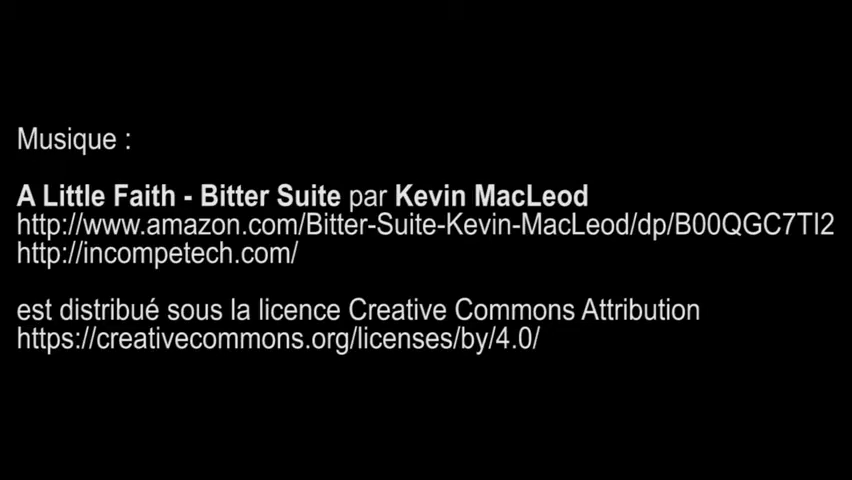 Musique :
A Little Faith - Bitter Suite par Kevin MacLeod
http://www.amazon.com/Bitter-Suite-Kevin-MacLeod/dp/B00QGC7TI2
http://incompetech.com/
est distribué sous la licence Creative Commons Attribution
https://creativecommons.org/licenses/by/4.0/